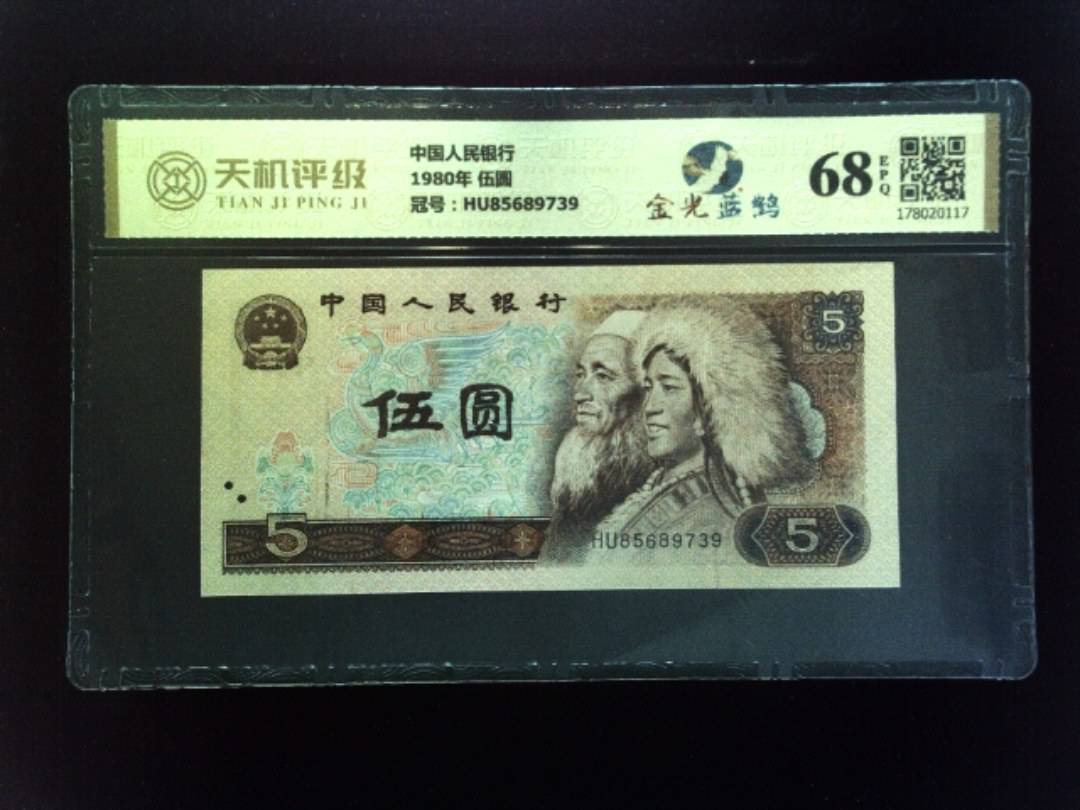 天机评级
TIAN JI PING JI
中国人民银行
1980年 伍圆
冠号：HU85689739
金光蓝鹤
68
EPQ
178020117
中国人民银行
5
伍圆
5
HU85689739
5